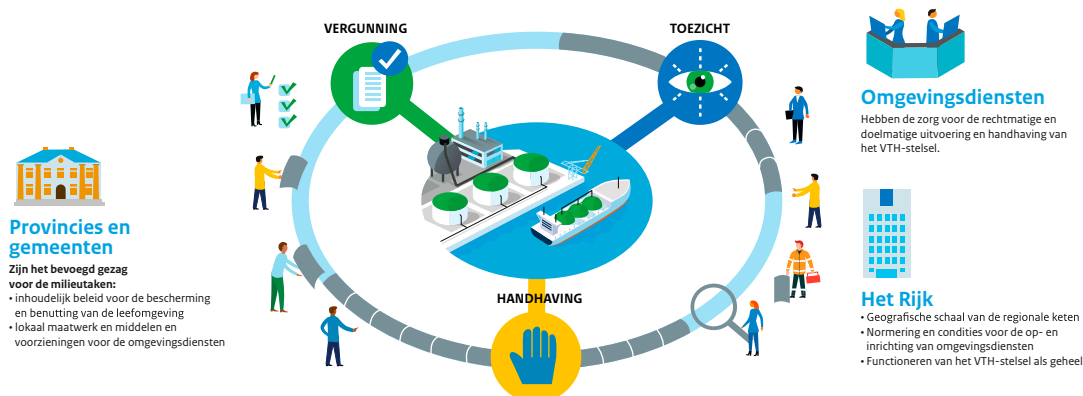 VERGUNNING
TOEZICHT
HANDHAVING
Provincies en
gemeenten
Zijn het bevoegd gezag
voor de milieutaken:
• inhoudelijk beleid voor de bescherming
en benutting van de leefomgeving
• lokaal maatwerk en middelen en
voorzieningen voor de omgevingsdiensten
Omgevingsdiensten
Hebben de zorg voor de rechtmatige en
doelmatige uitvoering en handhaving van
het VTH-stelsel.
Het Rijk
• Geografische schaal van de regionale keten
• Normering en condities voor de op- en
inrichting van omgevingsdiensten
• Functioneren van het VTH-stelsel als geheel